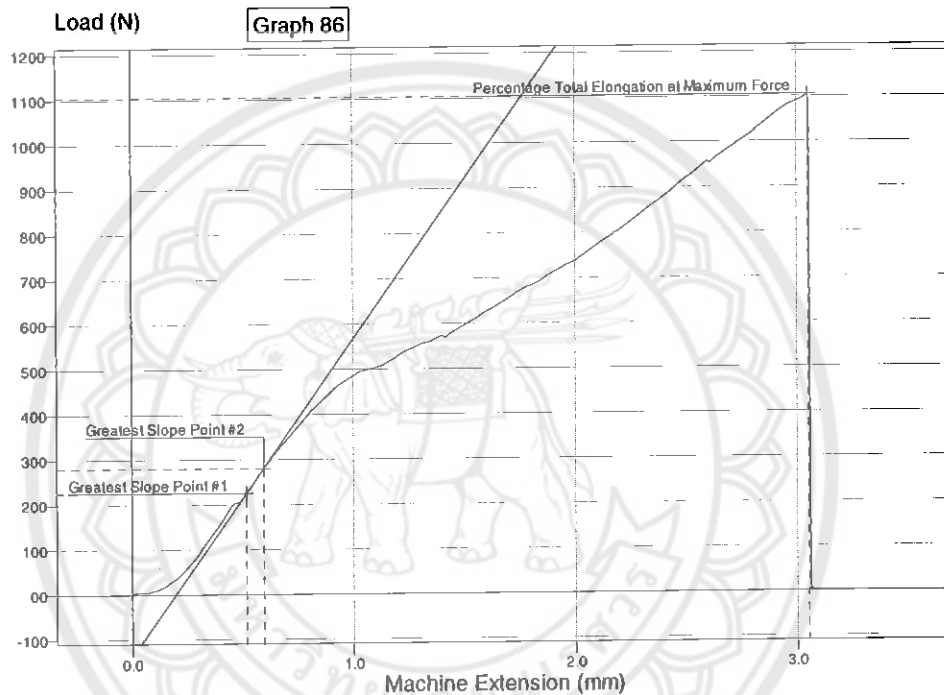 Load (N)
Graph 86
1200
Percentage Total Elongation at Maximum Force
1100
1000
900
800
700
600
500
400
Greatest Slope Point #2
300
Greatest Slope Point #1
200
100
00
-100
0.0 1.0 2.0 3.0
Machine Extension (mm)